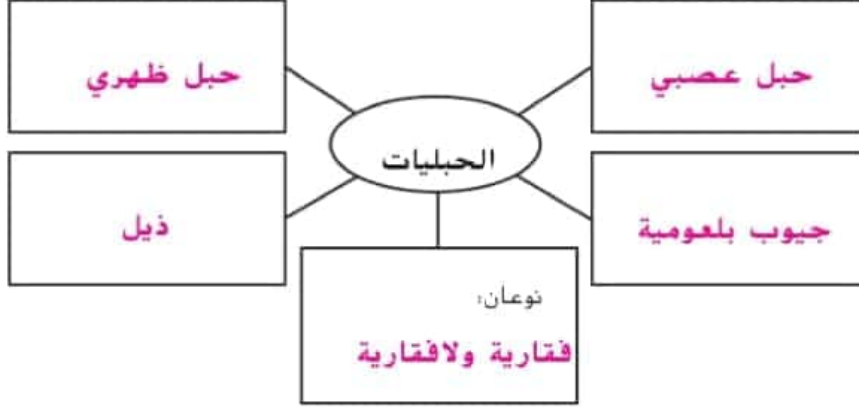 حبل عصبي
حبل ظهري
الحبليات
جيوب بلعومية
ذيل
نوعان:
فقارية ولافقارية